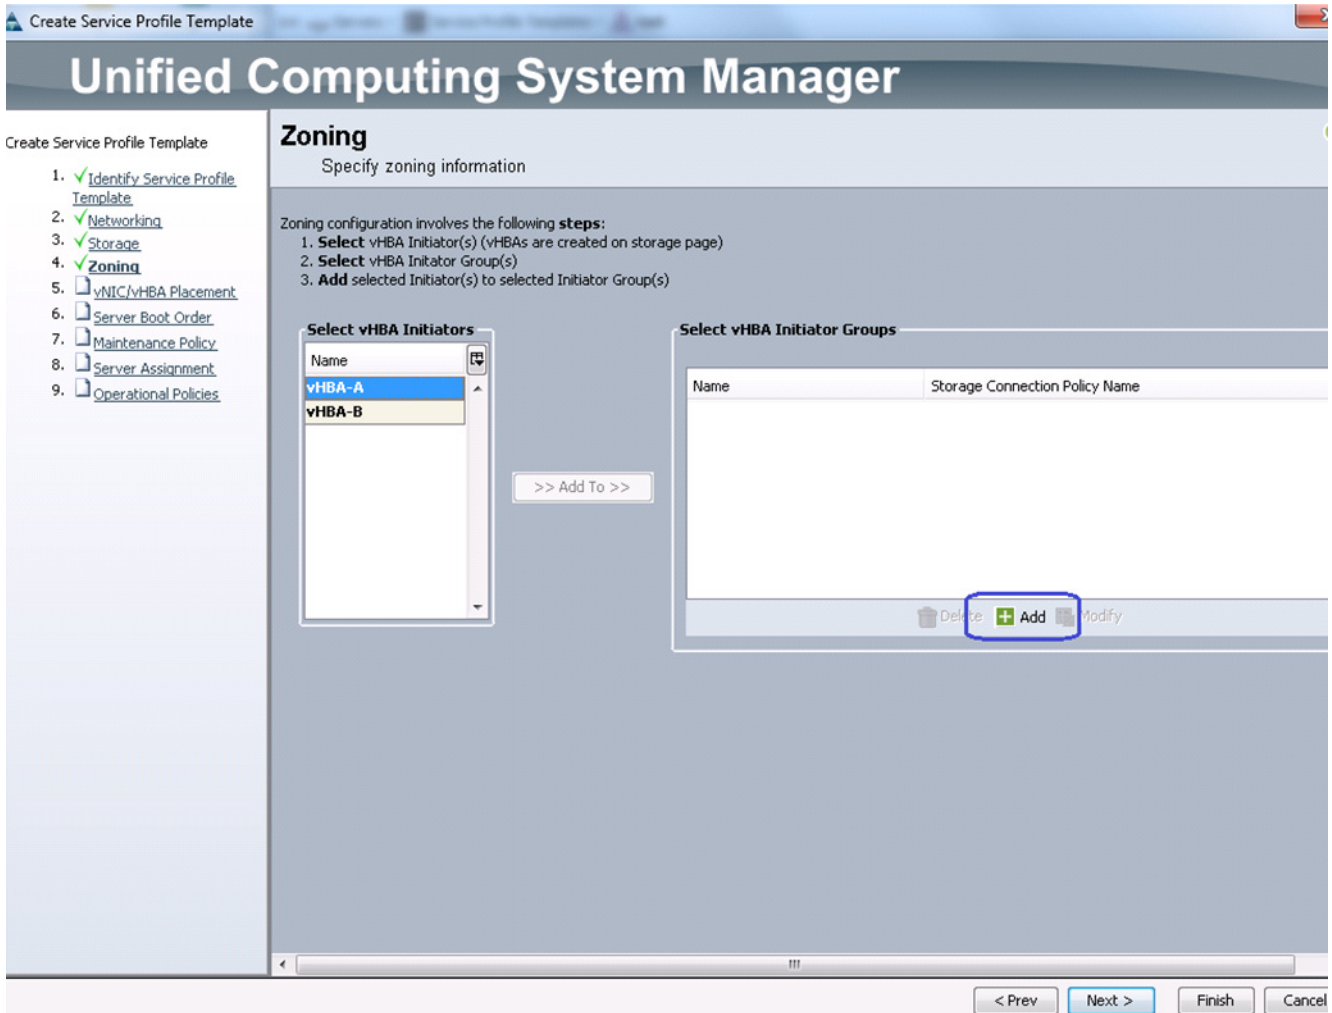 Create Service Profile Template
Unified Computing System Manager
Create Service Profile Template
1. Identify Service Profile
Template
2. Networking
3. Storage
4. Zoning
5. vNIC/vHBA Placement
6. Server Boot Order
7. Maintenance Policy
8. Server Assignment
9. Operational Policies
Zoning
Specify zoning information
Zoning configuration involves the following steps:
1. Select vHBA Initiator(s) (vHBAs are created on storage page)
2. Select vHBA Initator Group(s)
3. Add selected Initiator(s) to selected Initiator Group(s)
Select vHBA Initiators
Name
vHBA-A
vHBA-B
>> Add To >>
Select vHBA Initiator Groups
Name Storage Connection Policy Name
Delete Add Modify
< Prev Next > Finish Cancel